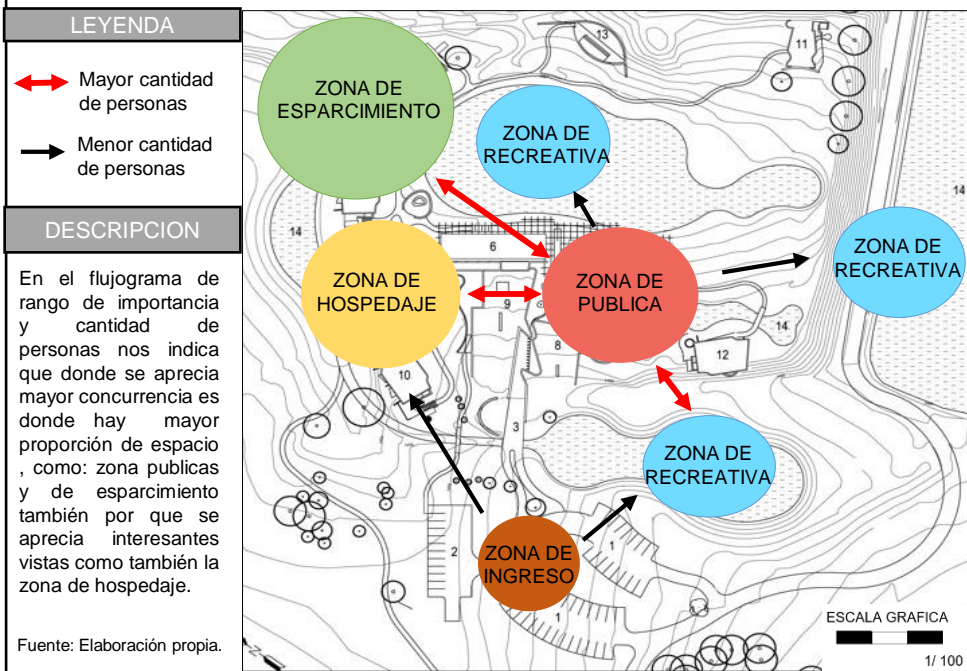 LEYENDA
Mayor cantidad
de personas
Menor cantidad
de personas
DESCRIPCION
En el flujograma de
rango de importancia
y cantidad de
personas nos indica
que donde se aprecia
mayor concurrencia es
donde hay mayor
proporción de espacio
, como: zona publicas
y de esparcimiento
también por que se
aprecia interesantes
vistas como también la
zona de hospedaje.
Fuente: Elaboración propia.
ZONA DE
ESPARCIMIENTO
ZONA DE
RECREATIVA
13
11
14
14
6
ZONA DE
RECREATIVA
ZONA DE
HOSPEDAJE
ZONA DE
PUBLICA
9
8
14
12
10
3
ZONA DE
RECREATIVA
2
ZONA DE
INGRESO
1
1
ESCALA GRAFICA
1/ 100